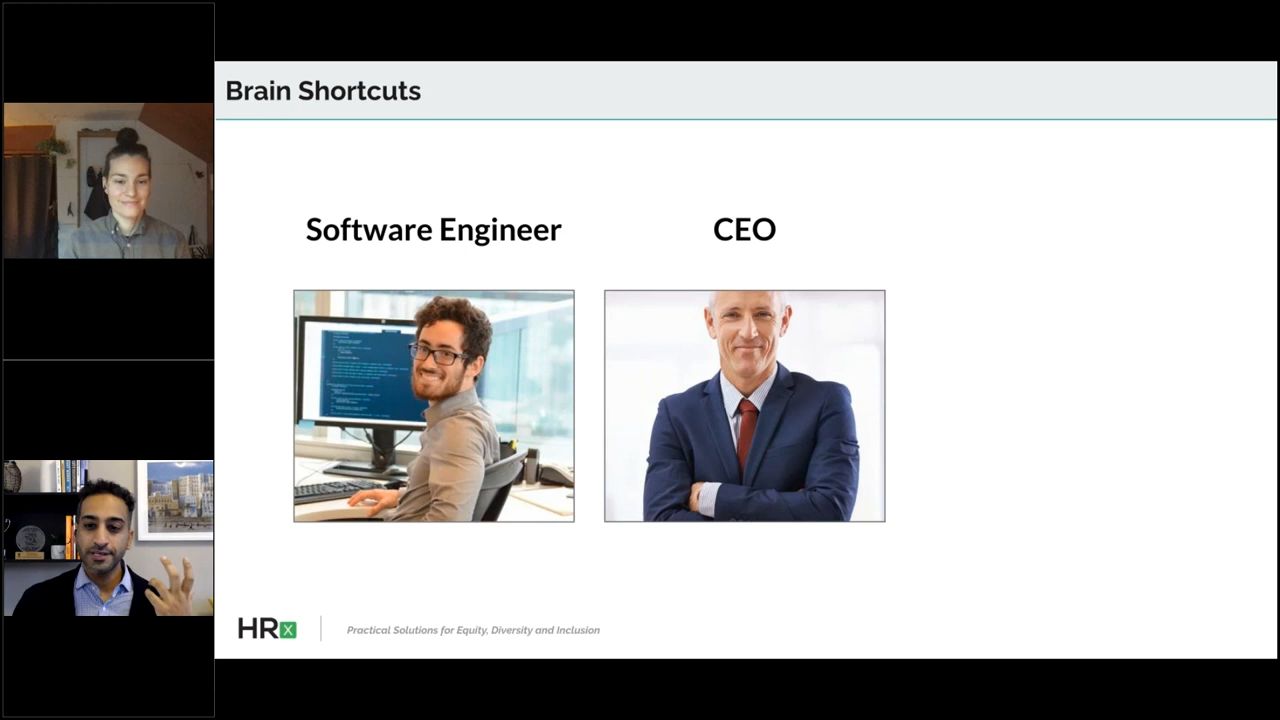 Brain Shortcuts
Software Engineer
CEO
HRx
Practical Solutions for Equity, Diversity and Inclusion